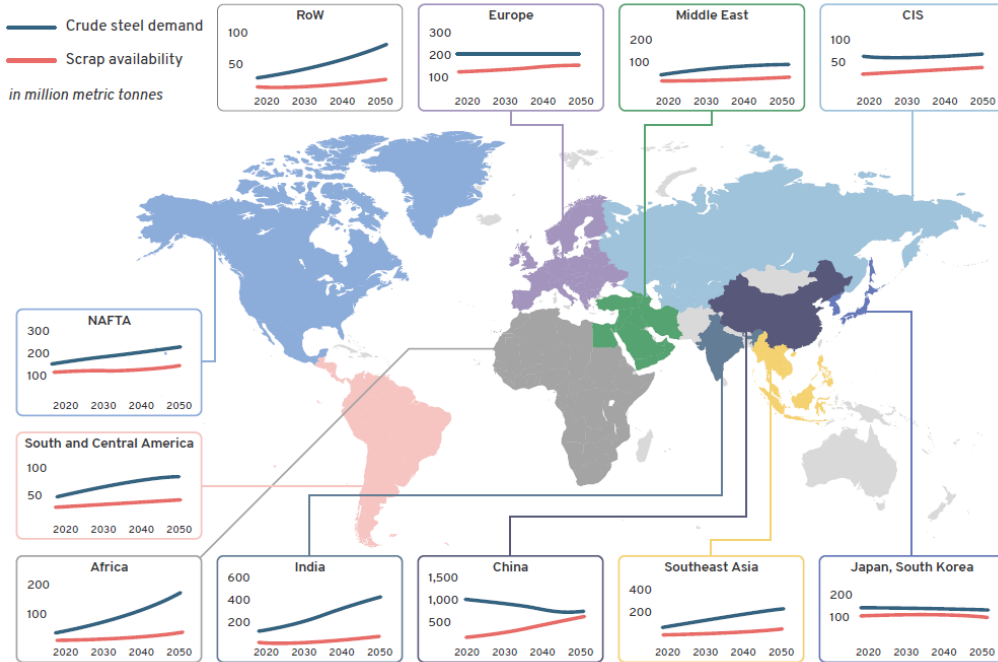 Crude steel demand
Scrap availability
in million metric tonnes
RoW
100
50
2020 2030 2040 2050
Europe
300
200
100
2020 2030 2040 2050
Middle East
200
100
2020 2030 2040 2050
CIS
100
50
2020 2030 2040 2050
NAFTA
300
200
100
2020 2030 2040 2050
South and Central America
100
50
2020 2030 2040 2050
Africa
200
100
2020 2030 2040 2050
India
600
400
200
2020 2030 2040 2050
China
1,500
1,000
500
2020 2030 2040 2050
Southeast Asia
400
200
2020 2030 2040 2050
Japan, South Korea
200
100
2020 2030 2040 2050